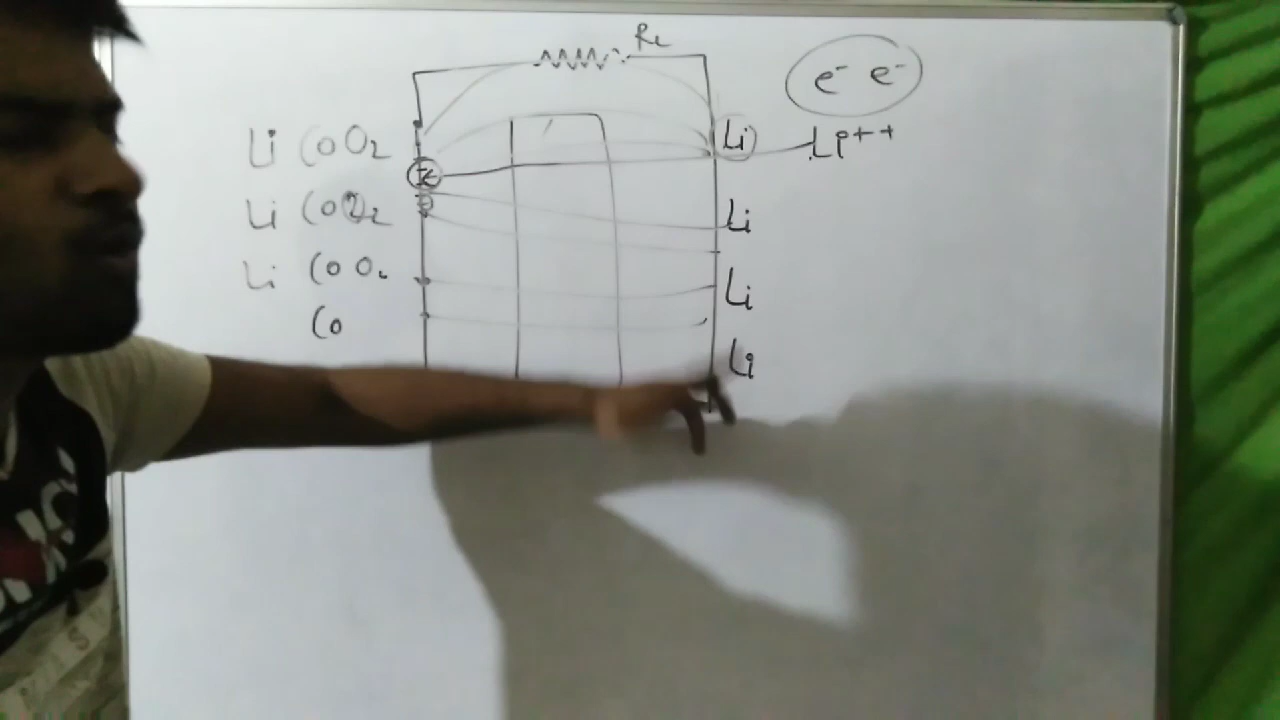 RL
e- e-
Li CoO2 Li Li++
Li CoO2 Li
Li CoO2 Li
Co Li